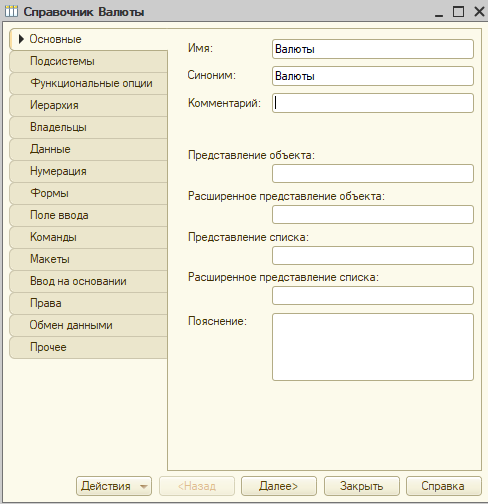 Справочник Валюты
Основные
Подсистемы
Функциональные опции
Иерархия
Владельцы
Данные
Нумерация
Формы
Поле ввода
Команды
Макеты
Ввод на основании
Права
Обмен данными
Прочее
Имя: Валюты
Синоним: Валюты
Комментарий:
Представление объекта:
Расширенное представление объекта:
Представление списка:
Расширенное представление списка:
Пояснение:
Действия <Назад Далее> Закрыть Справка